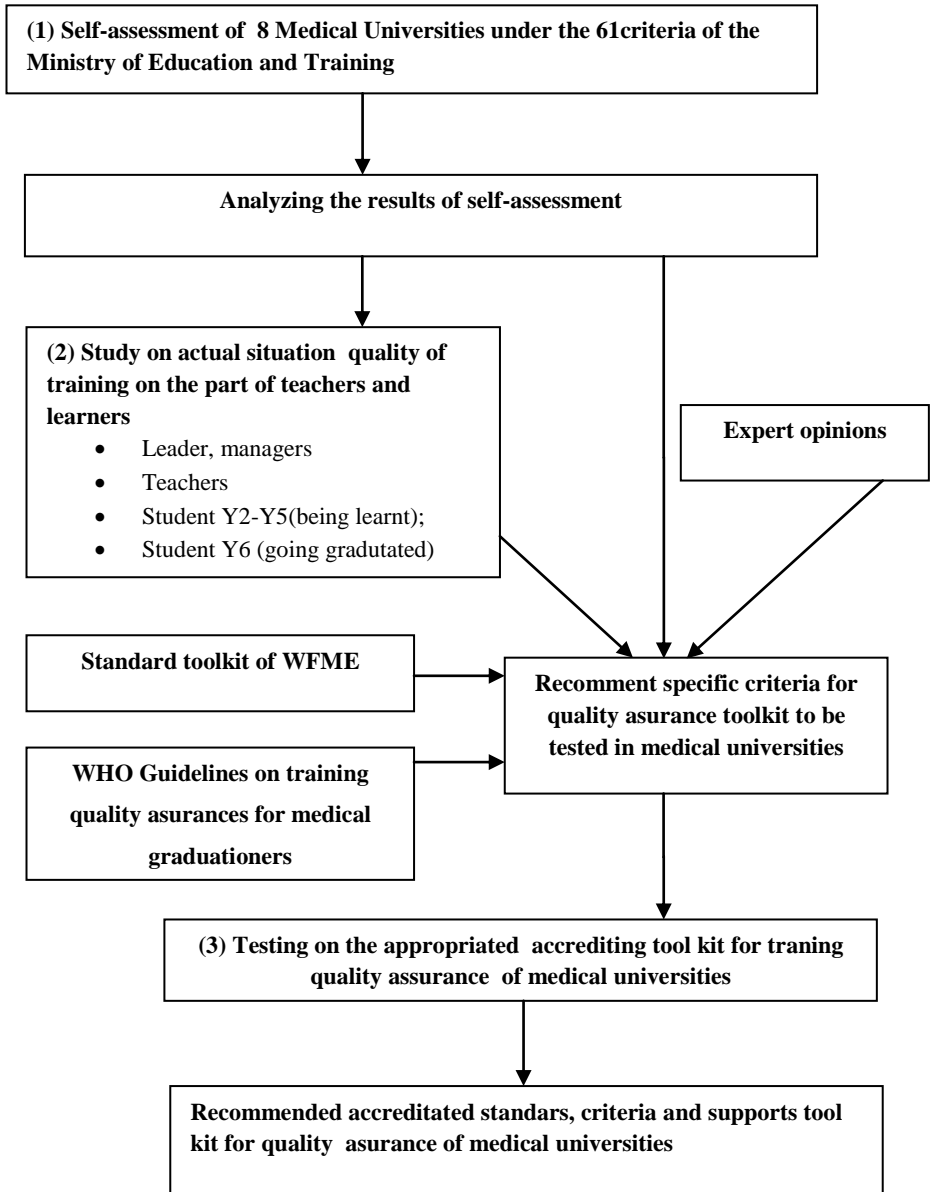 (1) Self-assessment of 8 Medical Universities under the 61criteria of the
Ministry of Education and Training
Analyzing the results of self-assessment
(2) Study on actual situation quality of
training on the part of teachers and
learners
• Leader, managers
• Teachers
• Student Y2-Y5(being learnt);
• Student Y6 (going gradutated)
Expert opinions
Standard toolkit of WFME
Recomment specific criteria for
quality asurance toolkit to be
tested in medical universities
WHO Guidelines on training
quality asurances for medical
graduationers
(3) Testing on the appropriated accrediting tool kit for traning
quality assurance of medical universities
Recommended accreditated standars, criteria and supports tool
kit for quality asurance of medical universities